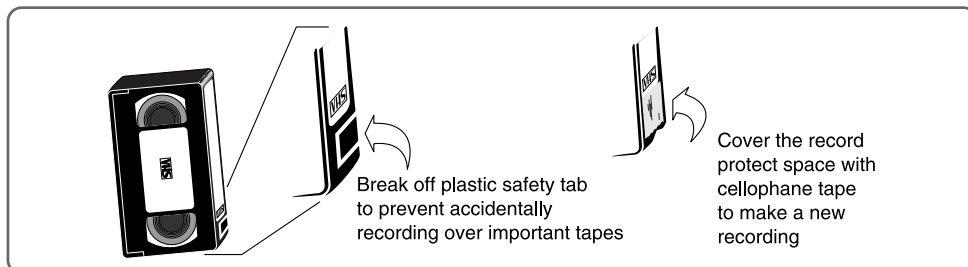 VHS
VHS
VHS
Break off plastic safety tab
to prevent accidentally
recording over important tapes
Cover the record
protect space with
cellophane tape
to make a new
recording